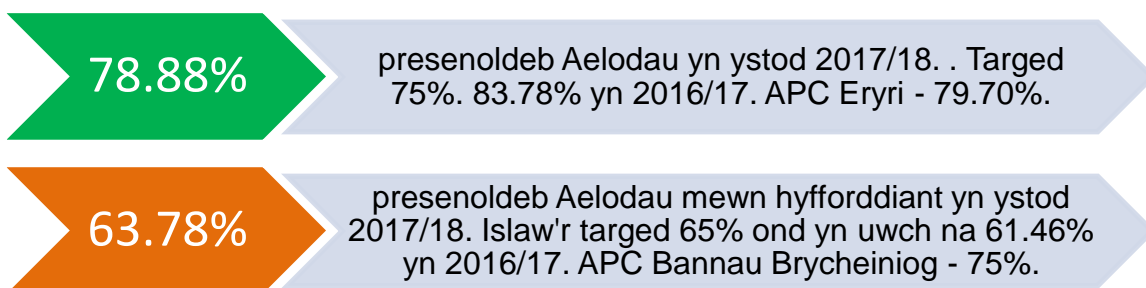 78.88%
presenoldeb Aelodau yn ystod 2017/18. . Targed
75%. 83.78% yn 2016/17. APC Eryri - 79.70%.
63.78%
presenoldeb Aelodau mewn hyfforddiant yn ystod
2017/18. Islaw'r targed 65% ond yn uwch na 61.46%
yn 2016/17. APC Bannau Brycheiniog - 75%.